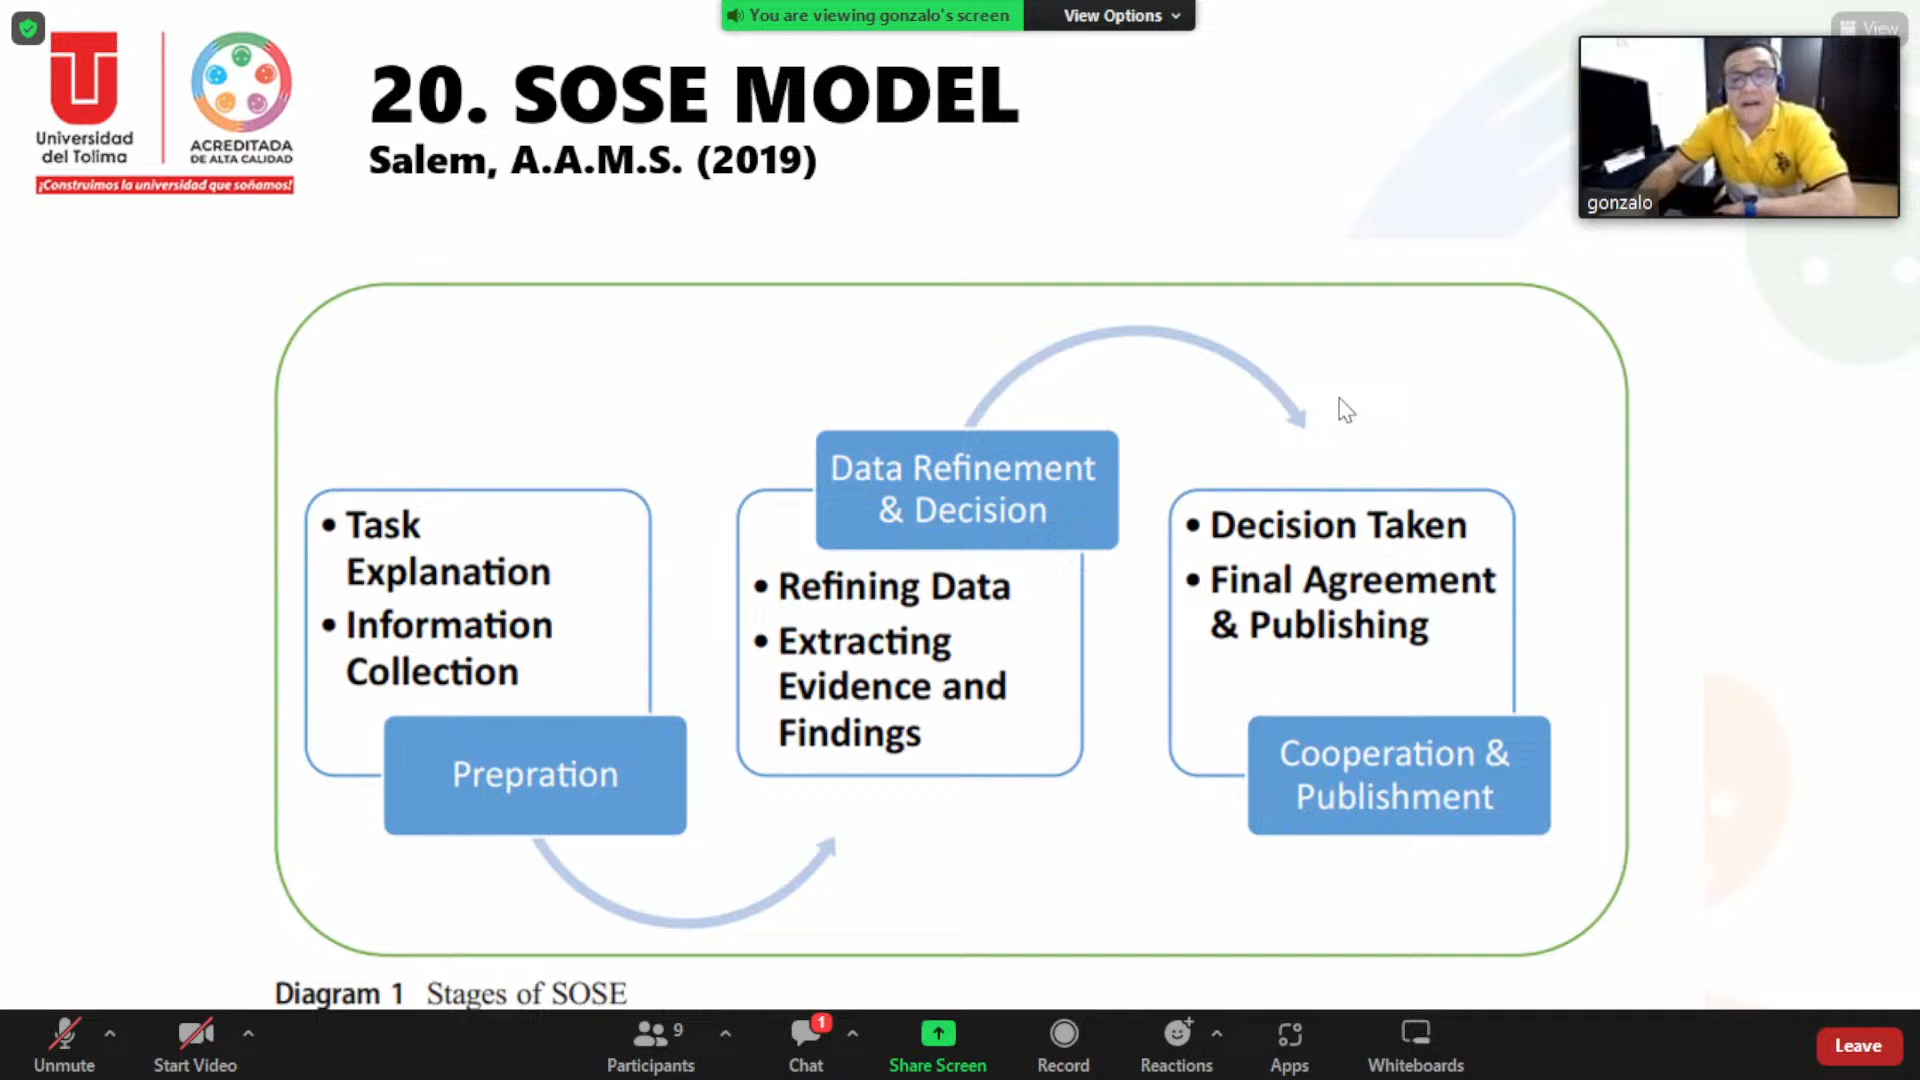 You are viewing gonzalo's screen
View Options
View
Universidad
del Tolima
ACREDITADA
DE ALTA CALIDAD
¡Construimos la universidad que soñamos!
20. SOSE MODEL
Salem, A.A.M.S. (2019)
gonzalo
• Task
Explanation
• Information
Collection
Prepration
Data Refinement
& Decision
• Refining Data
• Extracting
Evidence and
Findings
• Decision Taken
• Final Agreement
& Publishing
Cooperation &
Publishment
Diagram 1 Stages of SOSE
Unmute
Start Video
9
Participants
1
Chat
Share Screen
Record
Reactions
Apps
Whiteboards
Leave